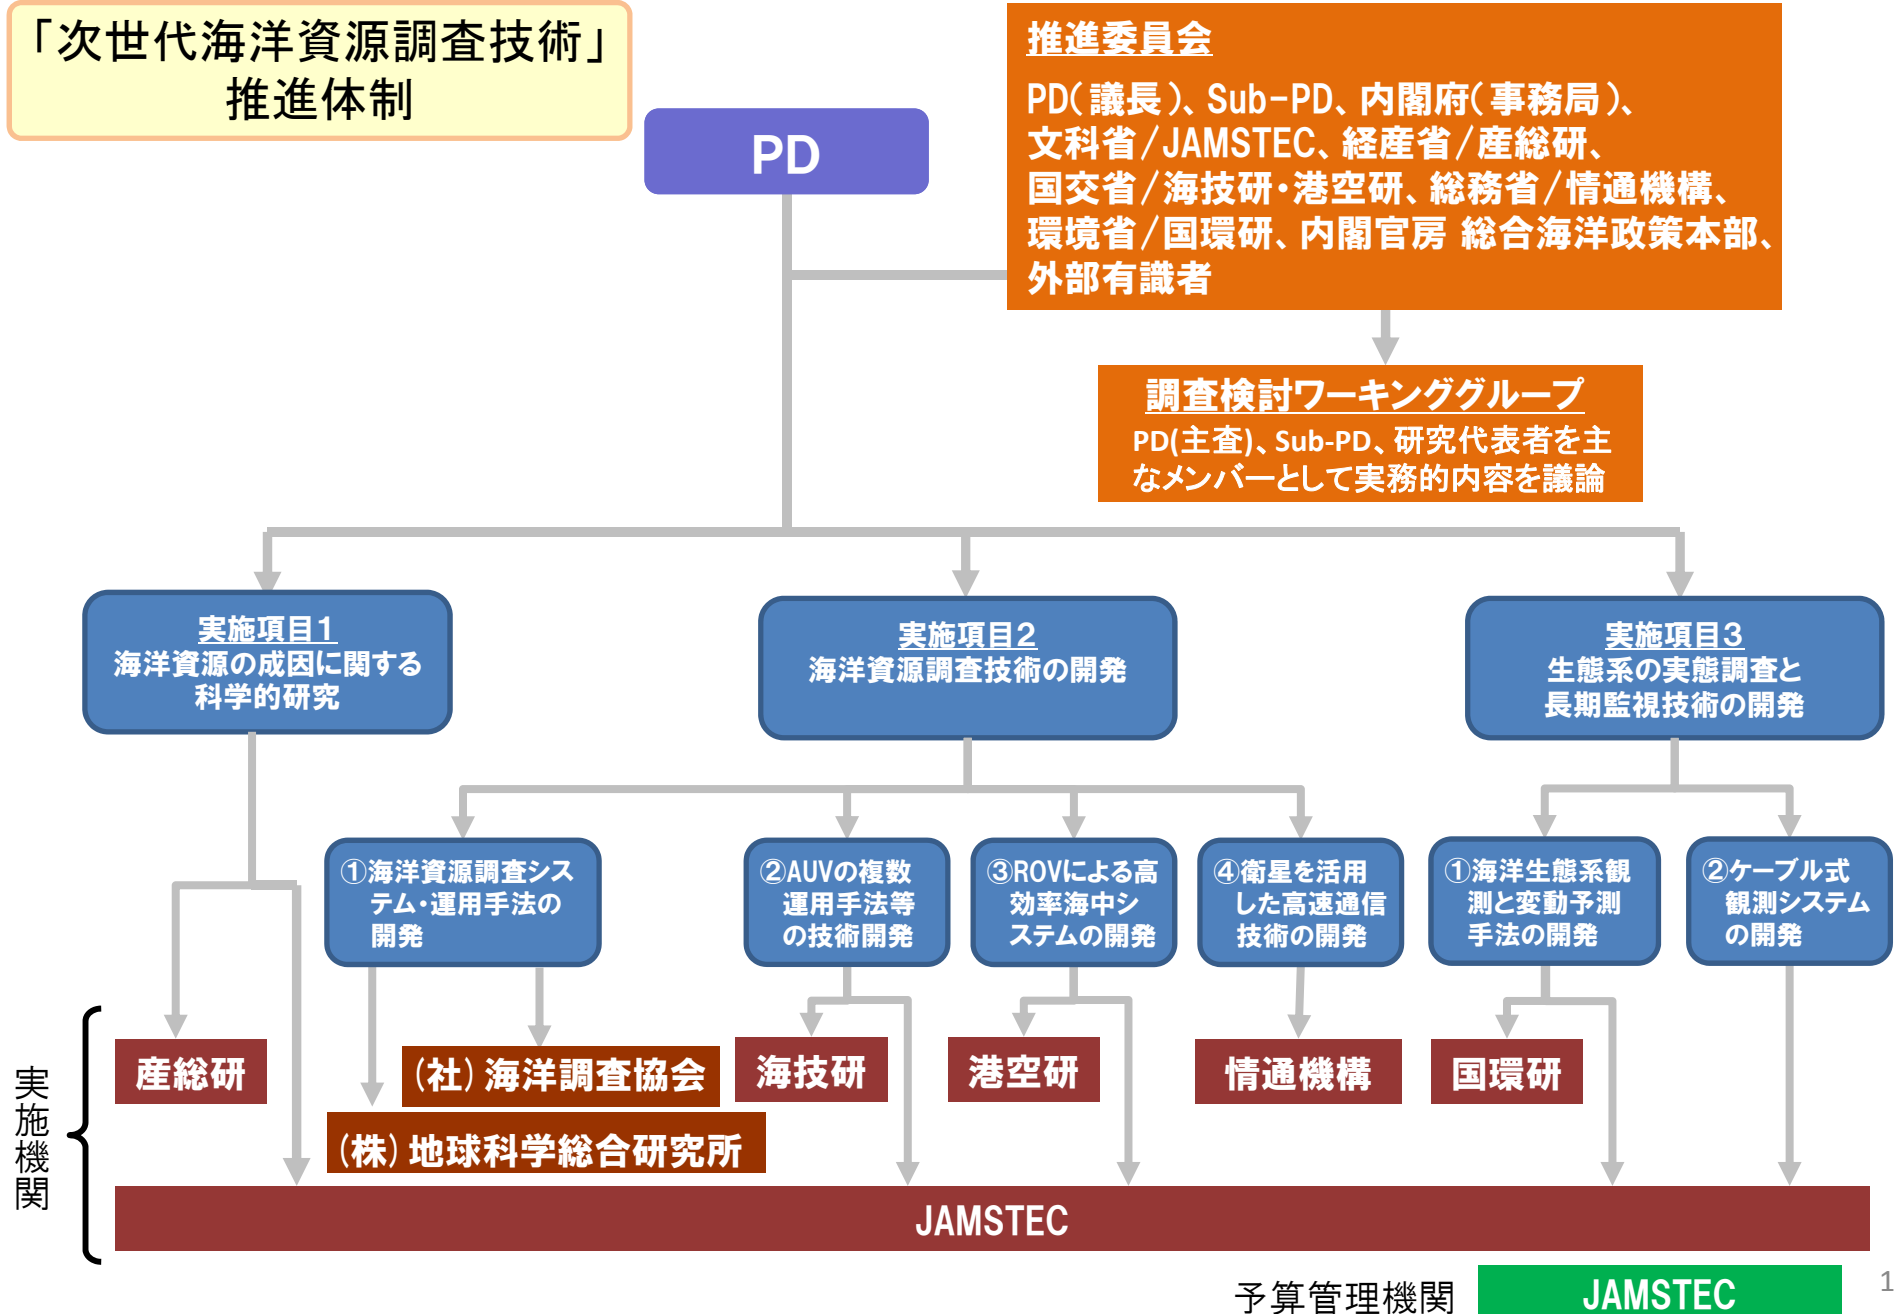 「次世代海洋資源調査技術」
推進体制
PD
推進委員会
PD(議長)、Sub-PD、内閣府(事務局)、
文科省/JAMSTEC、経産省/産総研、
国交省/海技研・港空研、総務省/情通機構、
環境省/国環研、内閣官房 総合海洋政策本部、
外部有識者
調査検討ワーキンググループ
PD(主査)、Sub-PD、研究代表者を主
なメンバーとして実務的内容を議論
実施項目1
海洋資源の成因に関する
科学的研究
実施項目2
海洋資源調査技術の開発
実施項目3
生態系の実態調査と
長期監視技術の開発
①海洋資源調査シス
テム・運用手法の
開発
②AUVの複数
運用手法等
の技術開発
③ROVによる高
効率海中シ
ステムの開発
④衛星を活用
した高速通信
技術の開発
①海洋生態系観
測と変動予測
手法の開発
②ケーブル式
観測システム
の開発
実施機関
産総研
(社)海洋調査協会
(株)地球科学総合研究所
海技研
港空研
情通機構
国環研
JAMSTEC
予算管理機関
JAMSTEC
1